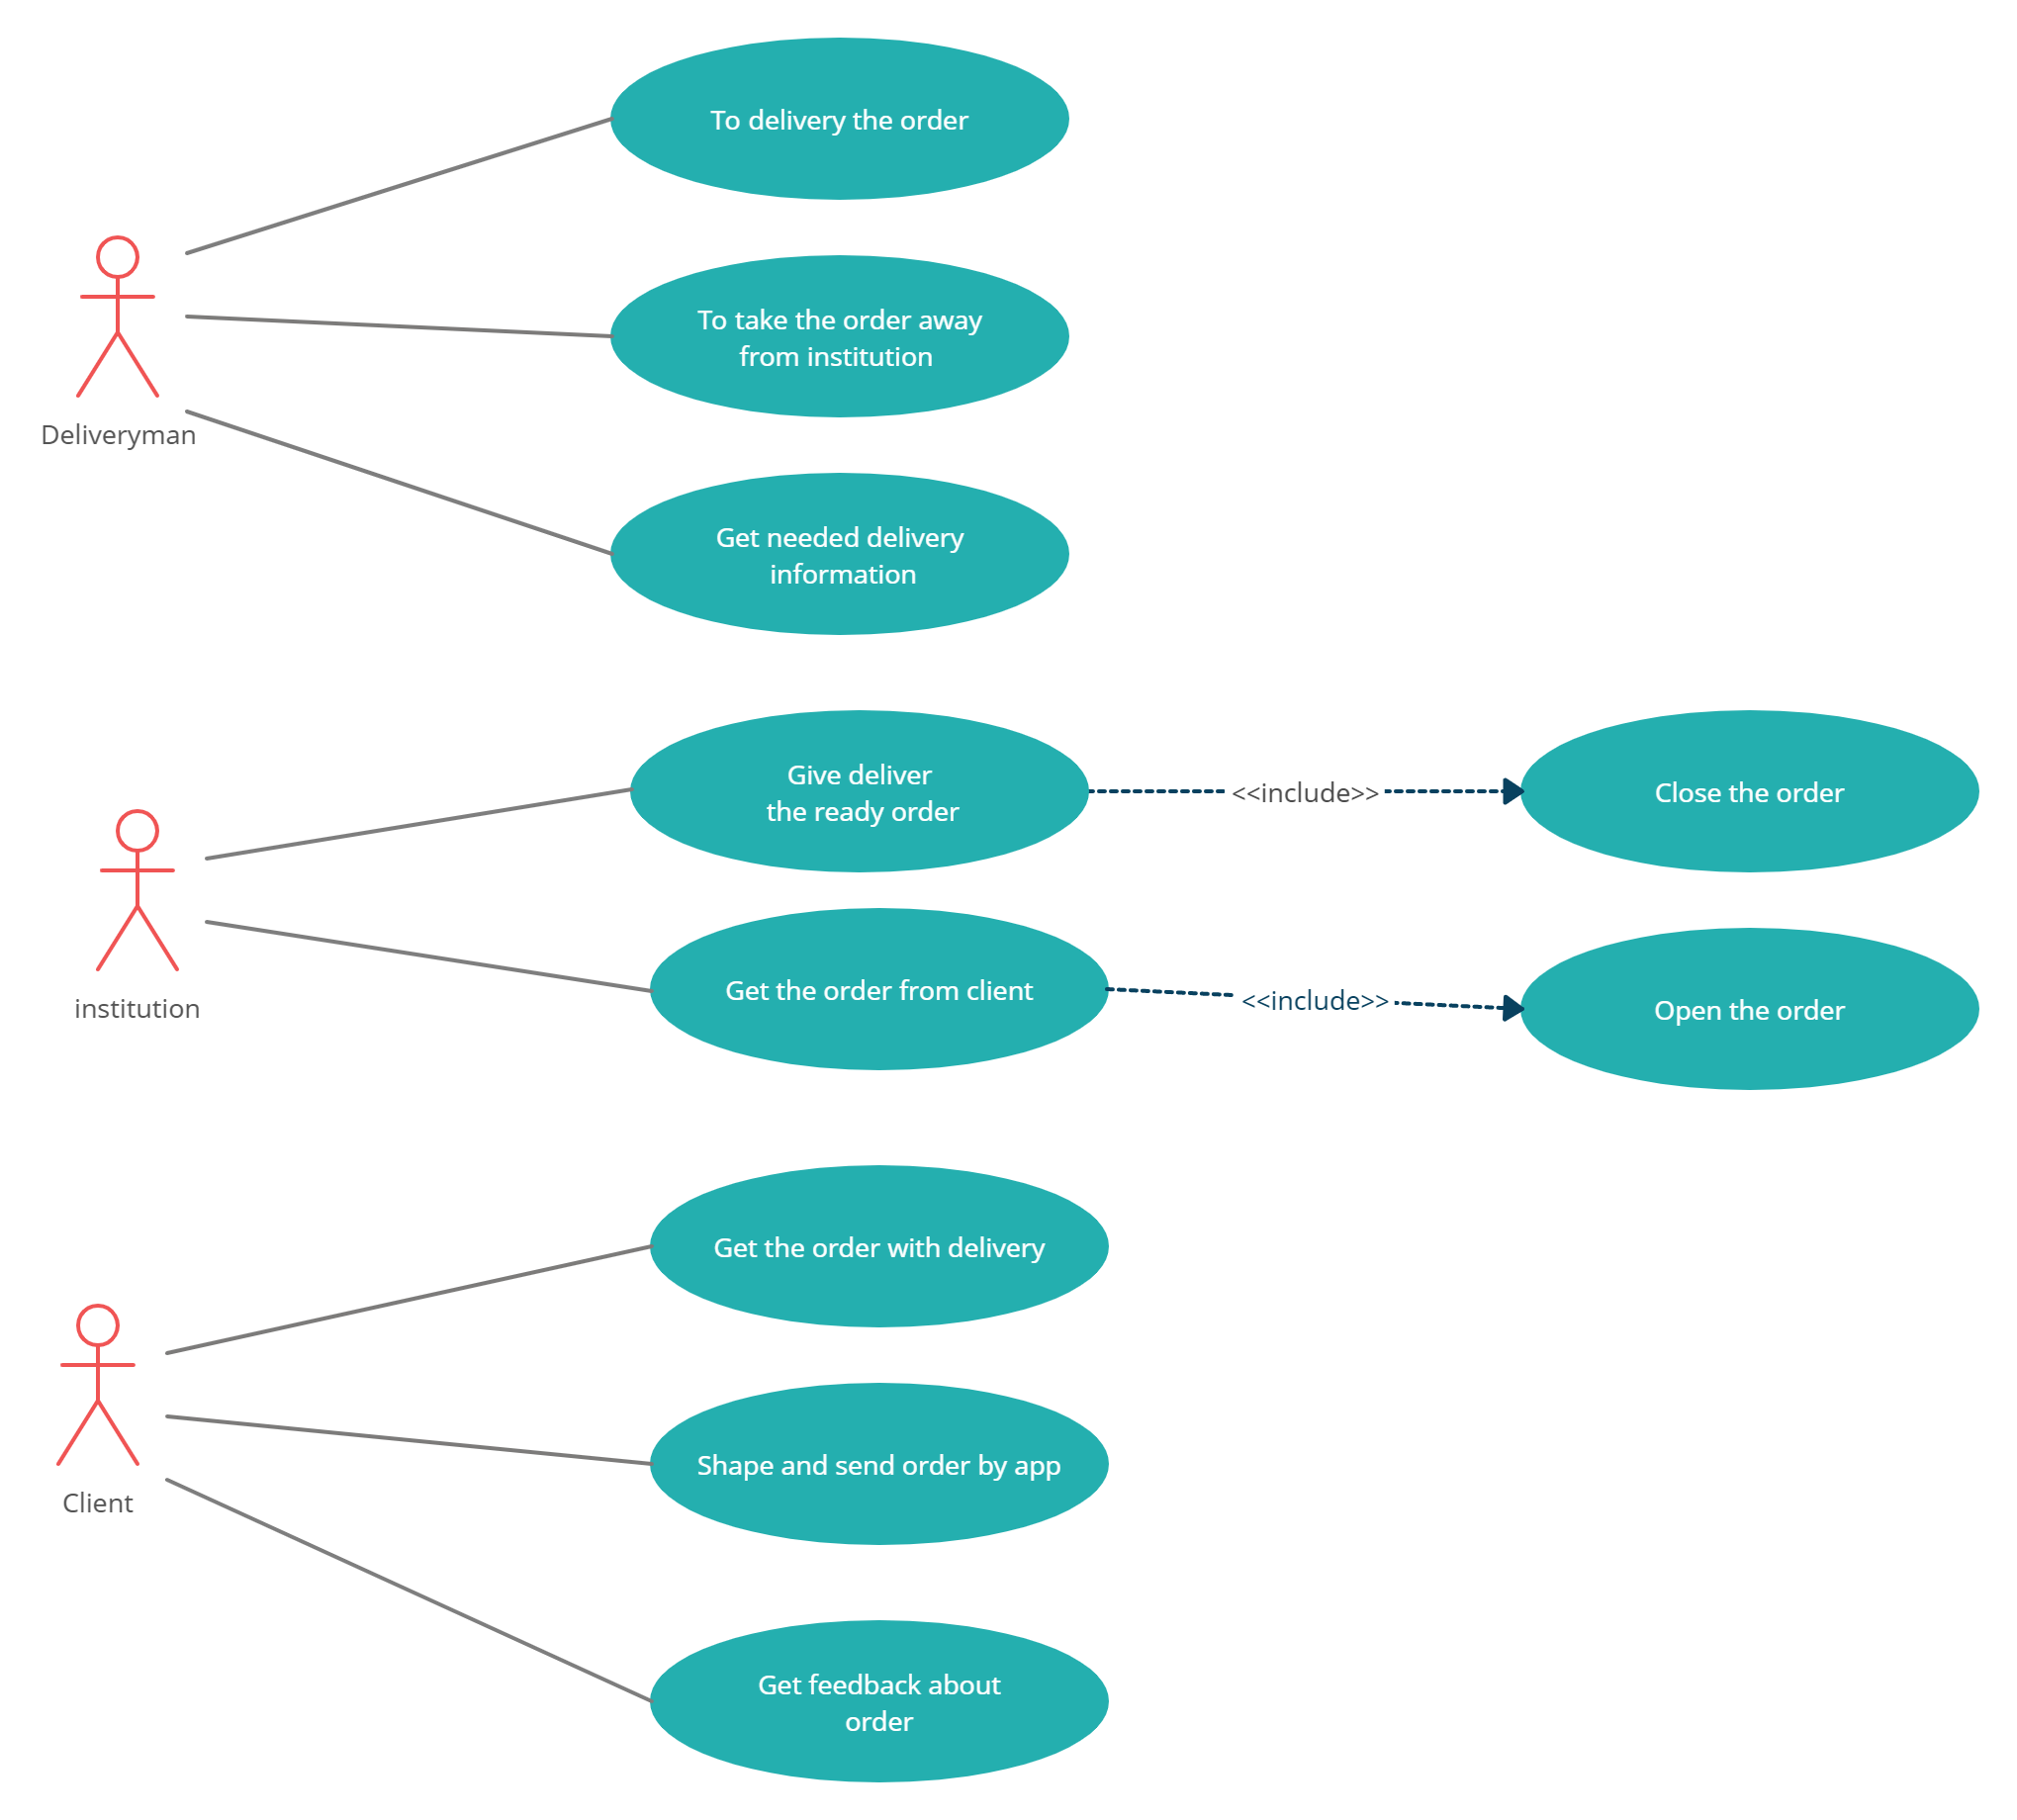 To delivery the order
To take the order away
from institution
Deliveryman
Get needed delivery
information
Give deliver
the ready order
<<include>>
Close the order
institution
Get the order from client
<<include>>
Open the order
Get the order with delivery
Client
Shape and send order by app
Get feedback about
order